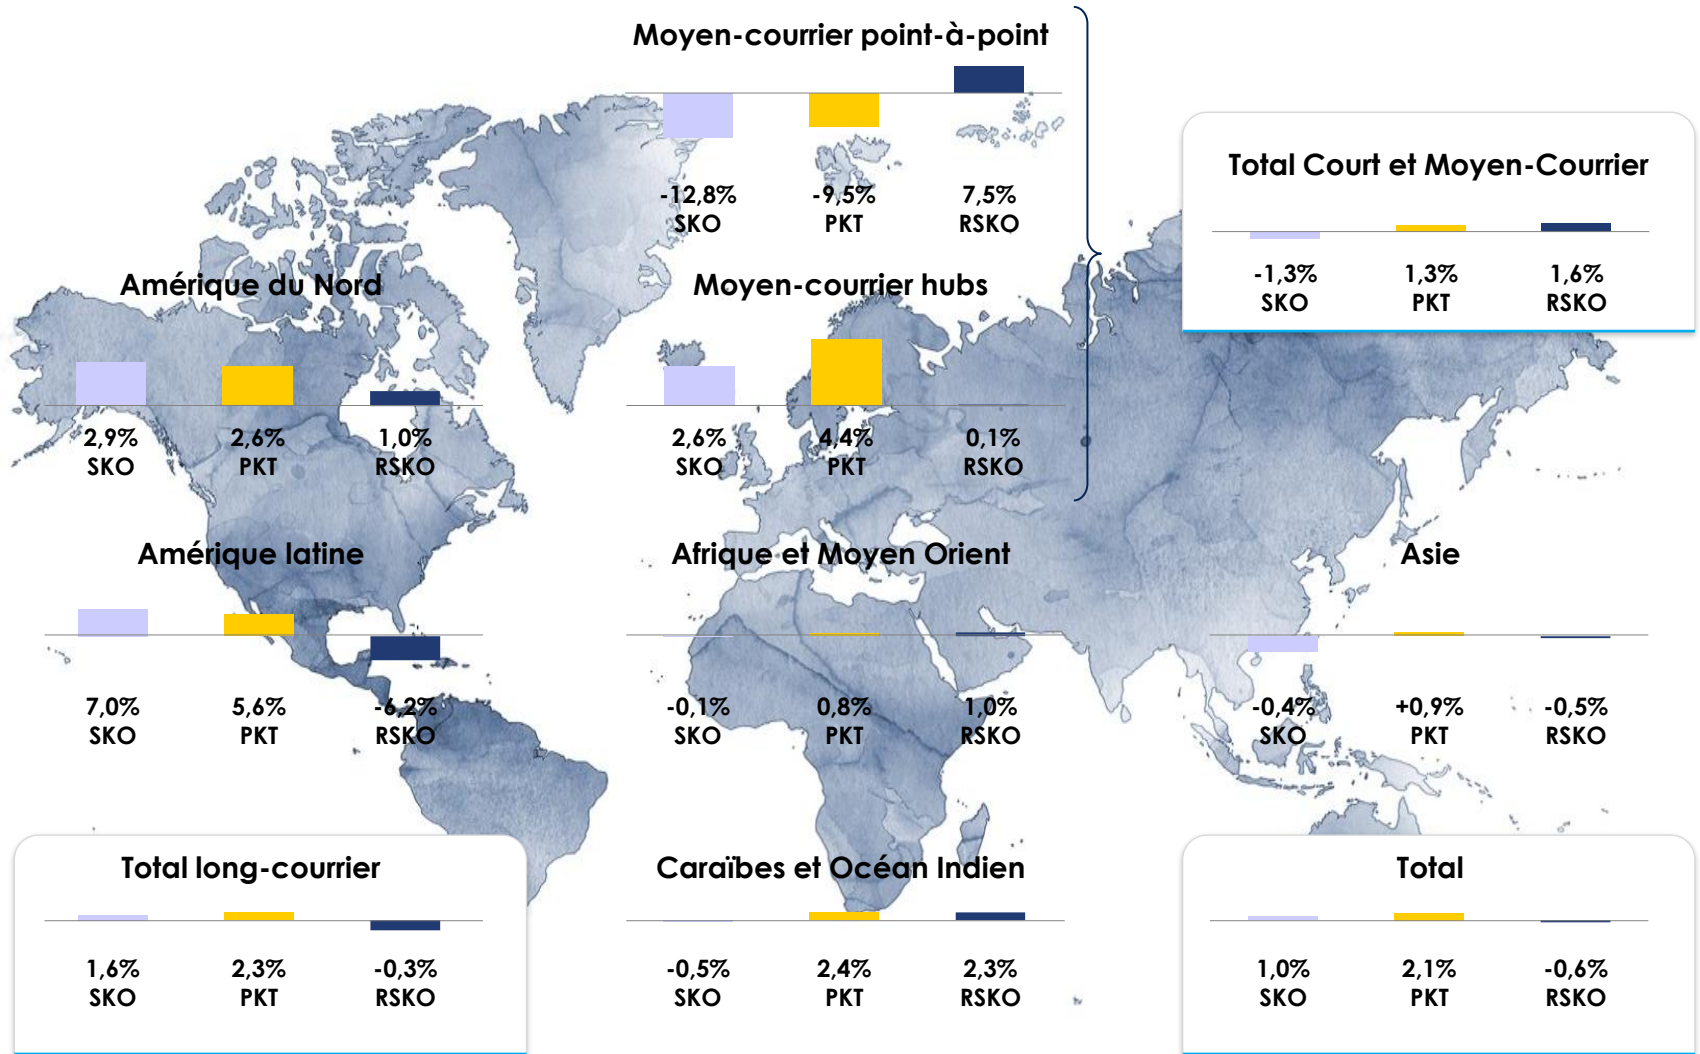 Moyen-courrier point-à-point
-12,8% -9,5% 7,5%
SKO PKT RSKO
Total Court et Moyen-Courrier
-1,3% 1,3% 1,6%
SKO PKT RSKO
Amérique du Nord
2,9% 2,6% 1,0%
SKO PKT RSKO
Moyen-courrier hubs
2,6% 4,4% 0,1%
SKO PKT RSKO
Amérique latine
7,0% 5,6% -6,2%
SKO PKT RSKO
Afrique et Moyen Orient
-0,1% 0,8% 1,0%
SKO PKT RSKO
Asie
-0,4% +0,9% -0,5%
SKO PKT RSKO
Total long-courrier
1,6% 2,3% -0,3%
SKO PKT RSKO
Caraïbes et Océan Indien
-0,5% 2,4% 2,3%
SKO PKT RSKO
Total
1,0% 2,1% -0,6%
SKO PKT RSKO